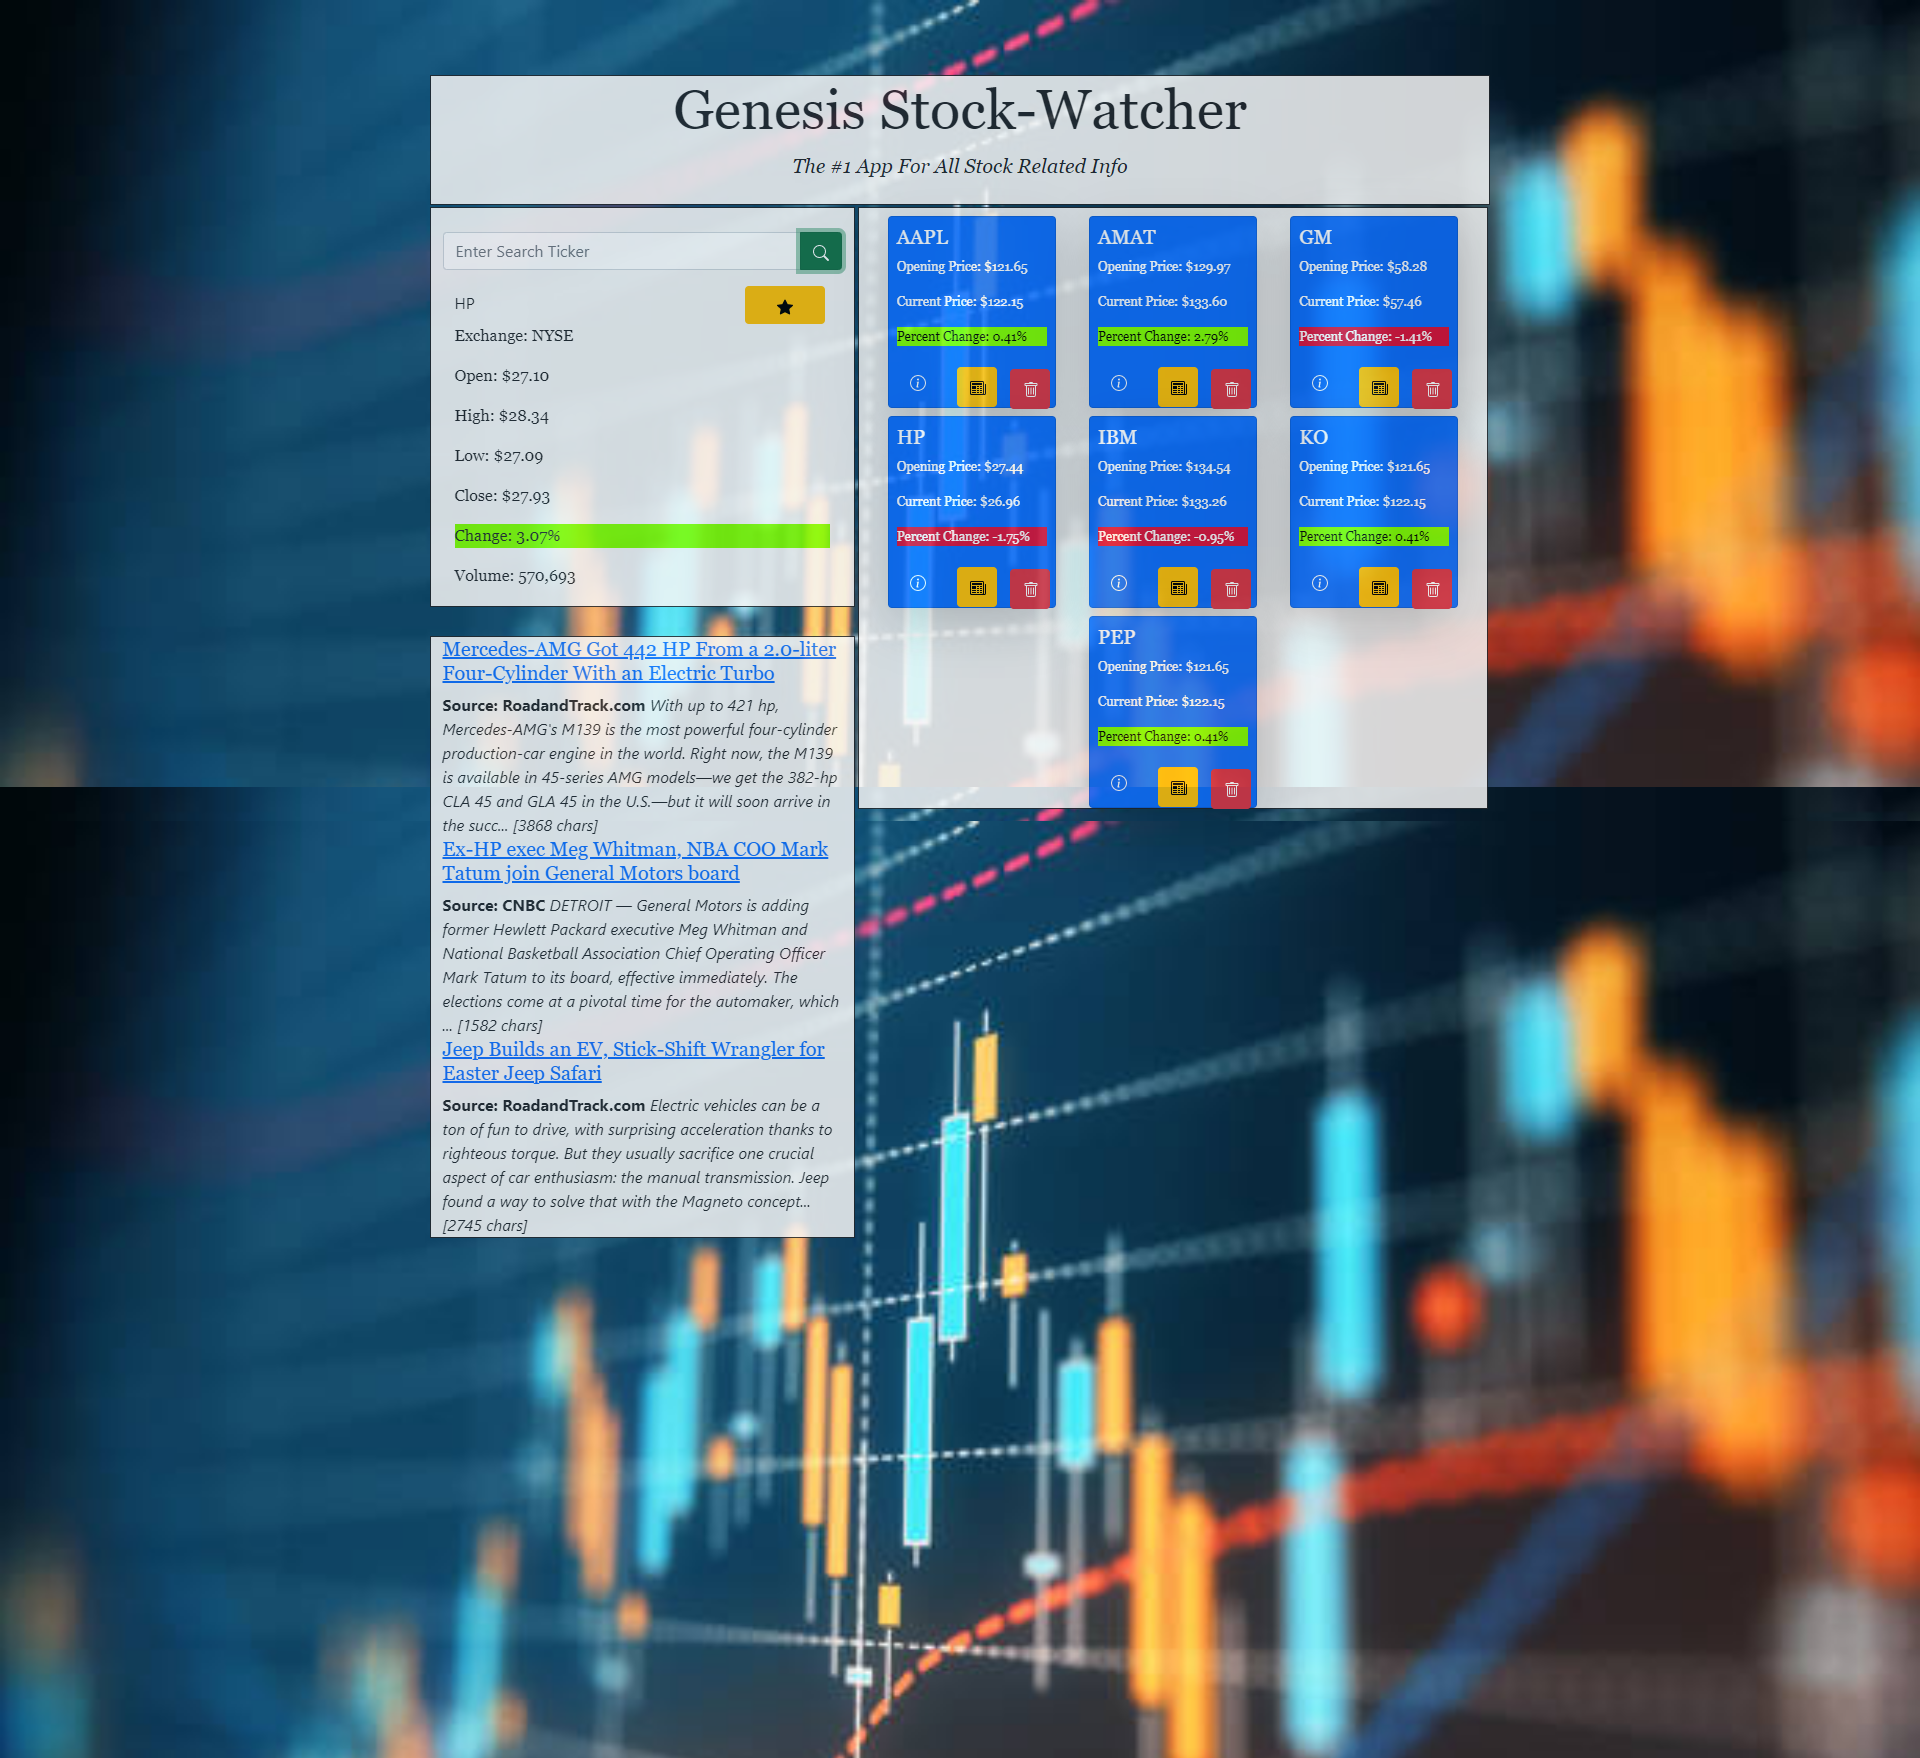 Genesis Stock-Watcher
The #1 App For All Stock Related Info
Enter Search Ticker
HP
Exchange: NYSE
Open: $27.10
High: $28.34
Low: $27.09
Close: $27.93
Change: 3.07%
Volume: 570,693
Mercedes-AMG Got 442 HP From a 2.0-liter
Four-Cylinder With an Electric Turbo
Source: RoadandTrack.com With up to 421 hp,
Mercedes-AMG's M139 is the most powerful four-cylinder
production-car engine in the world. Right now, the M139
is available in 45-series AMG models—we get the 382-hp
CLA 45 and GLA 45 in the U.S.—but it will soon arrive in
the succ... [3868 chars]
Ex-HP exec Meg Whitman, NBA COO Mark
Tatum join General Motors board
Source: CNBC DETROIT — General Motors is adding
former Hewlett Packard executive Meg Whitman and
National Basketball Association Chief Operating Officer
Mark Tatum to its board, effective immediately. The
elections come at a pivotal time for the automaker, which
... [1582 chars]
Jeep Builds an EV, Stick-Shift Wrangler for
Easter Jeep Safari
Source: RoadandTrack.com Electric vehicles can be a
ton of fun to drive, with surprising acceleration thanks to
righteous torque. But they usually sacrifice one crucial
aspect of car enthusiasm: the manual transmission. Jeep
found a way to solve that with the Magneto concept...
[2745 chars]
AAPL
Opening Price: $121.65
Current Price: $122.15
Percent Change: 0.41%
AMAT
Opening Price: $129.97
Current Price: $133.60
Percent Change: 2.79%
GM
Opening Price: $58.28
Current Price: $57.46
Percent Change: -1.41%
HP
Opening Price: $27.44
Current Price: $26.96
Percent Change: -1.75%
IBM
Opening Price: $134.54
Current Price: $133.26
Percent Change: -0.95%
KO
Opening Price: $121.65
Current Price: $122.15
Percent Change: 0.41%
PEP
Opening Price: $121.65
Current Price: $122.15
Percent Change: 0.41%